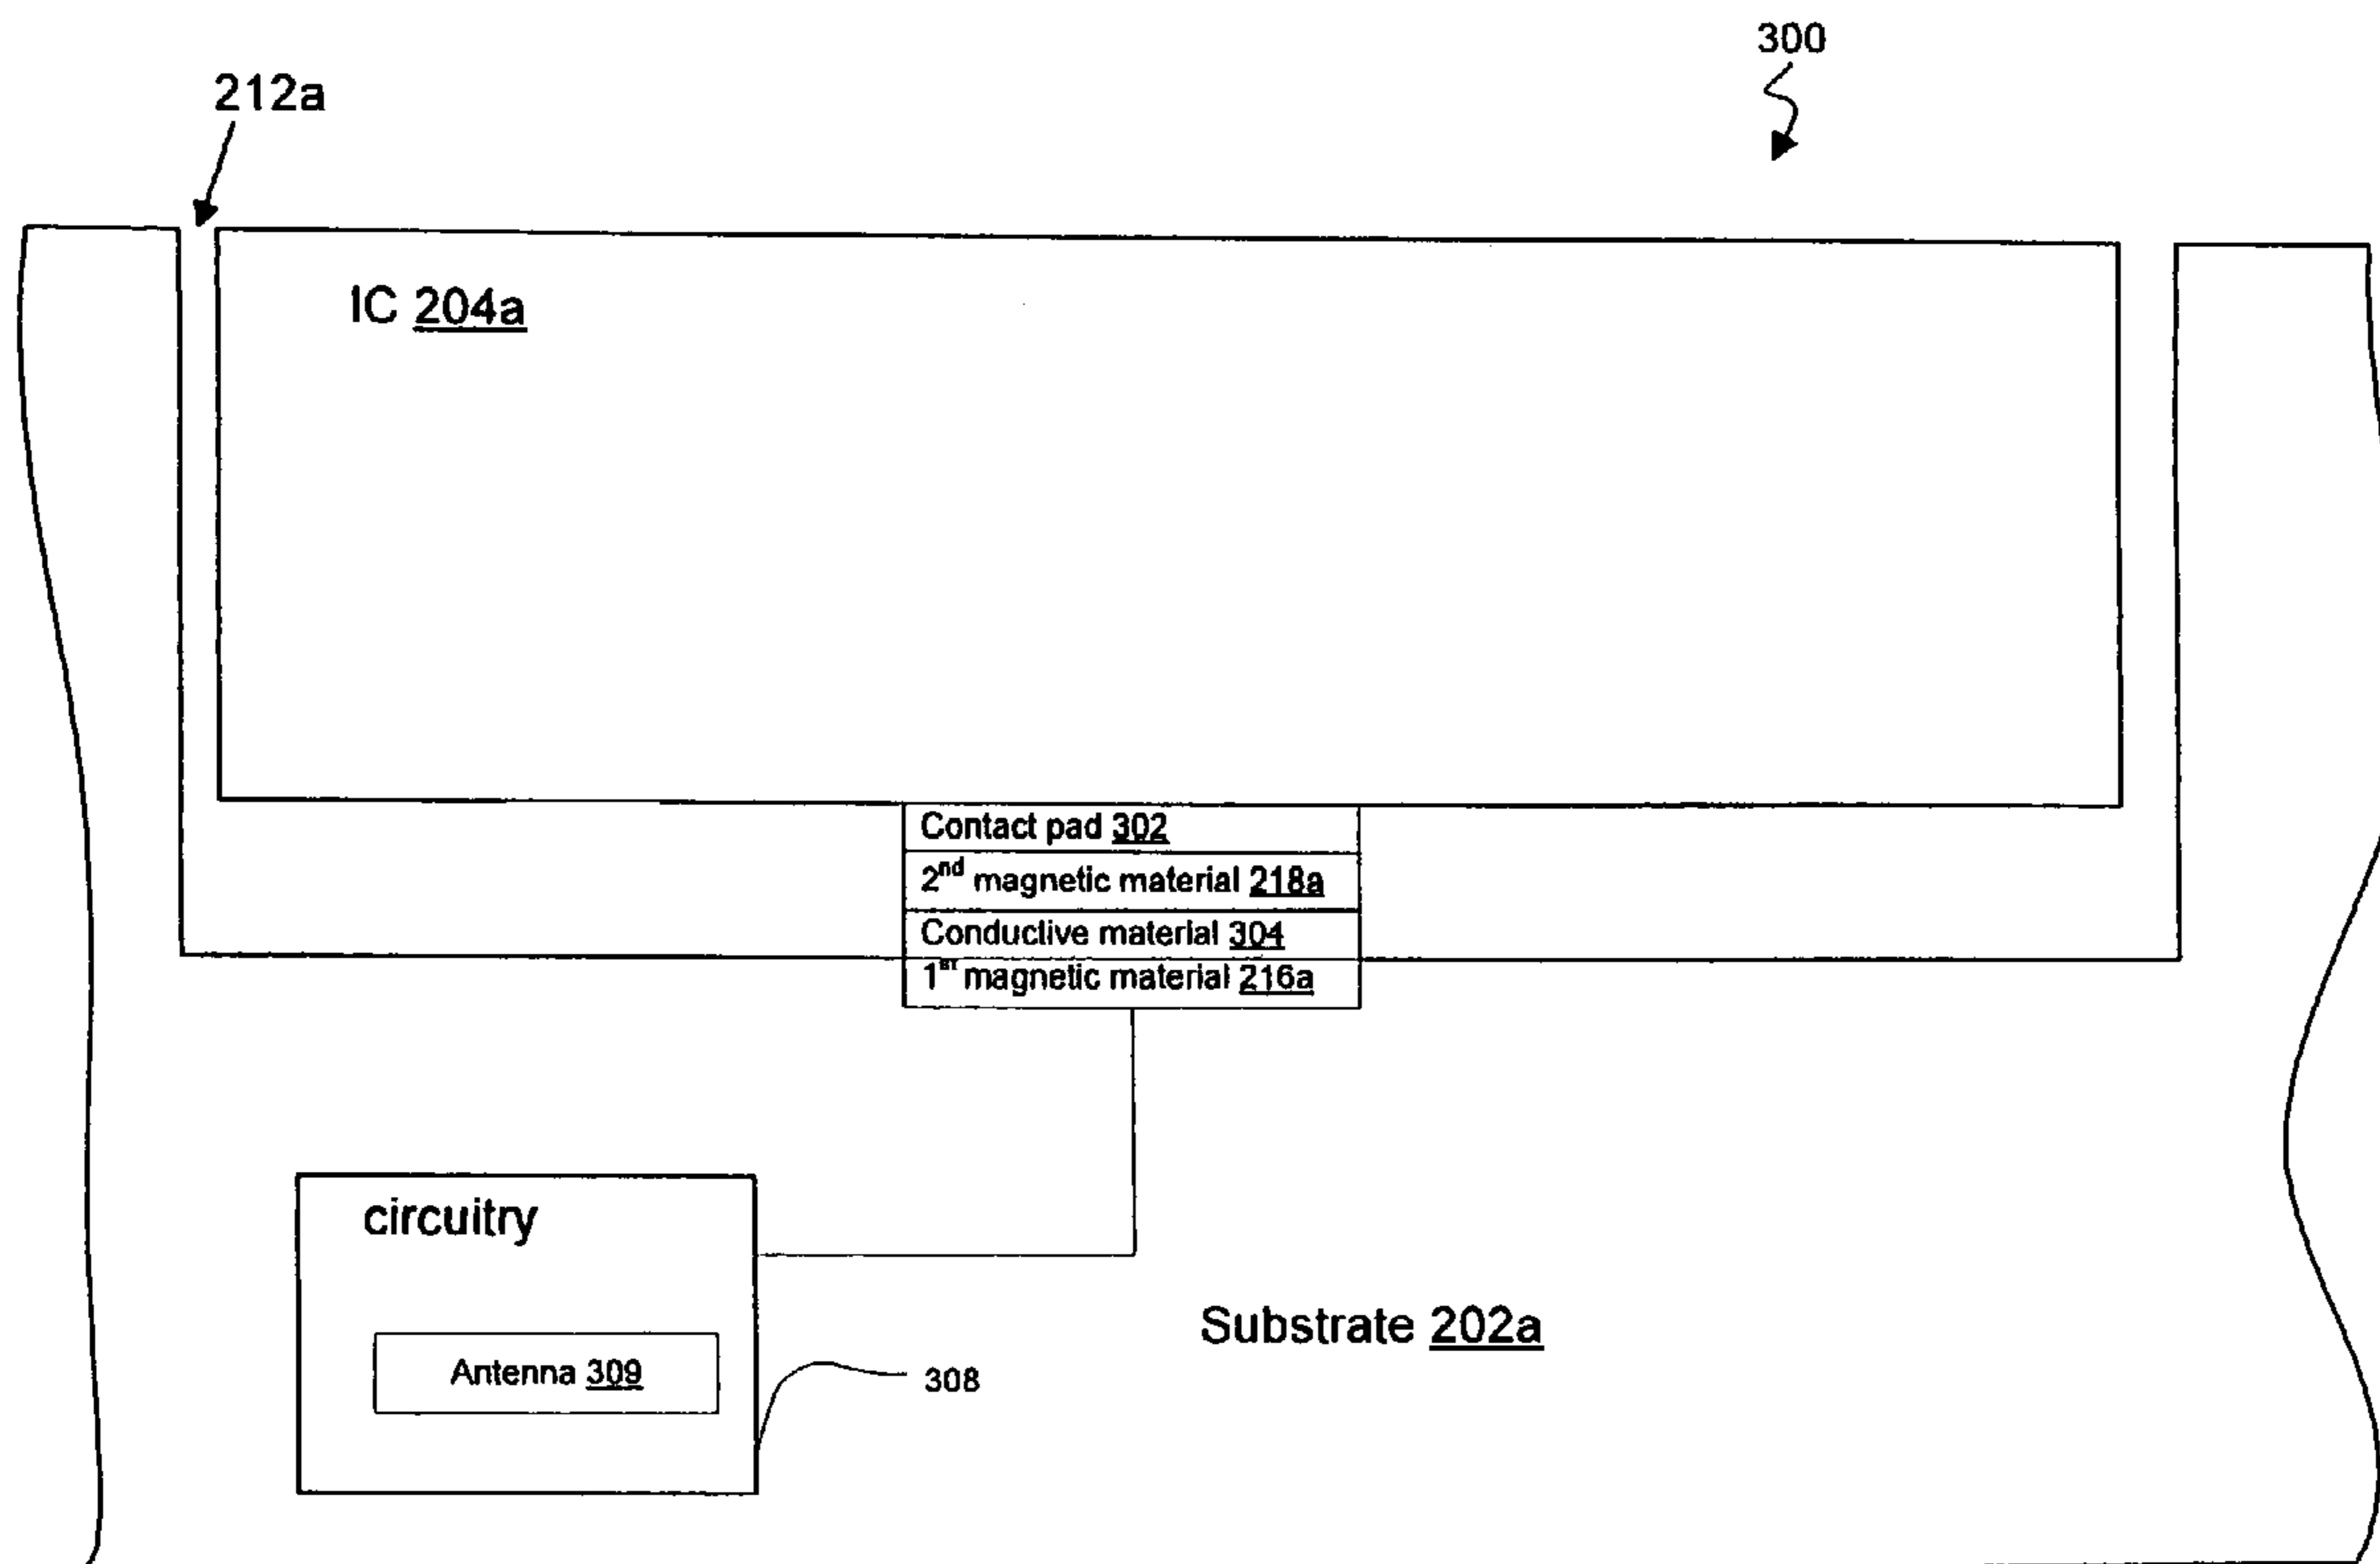 300
212a
IC 204a
Contact pad 302
2nd magnetic material 218a
Conductive material 304
1st magnetic material 216a
circuitry
Substrate 202a
Antenna 309
308